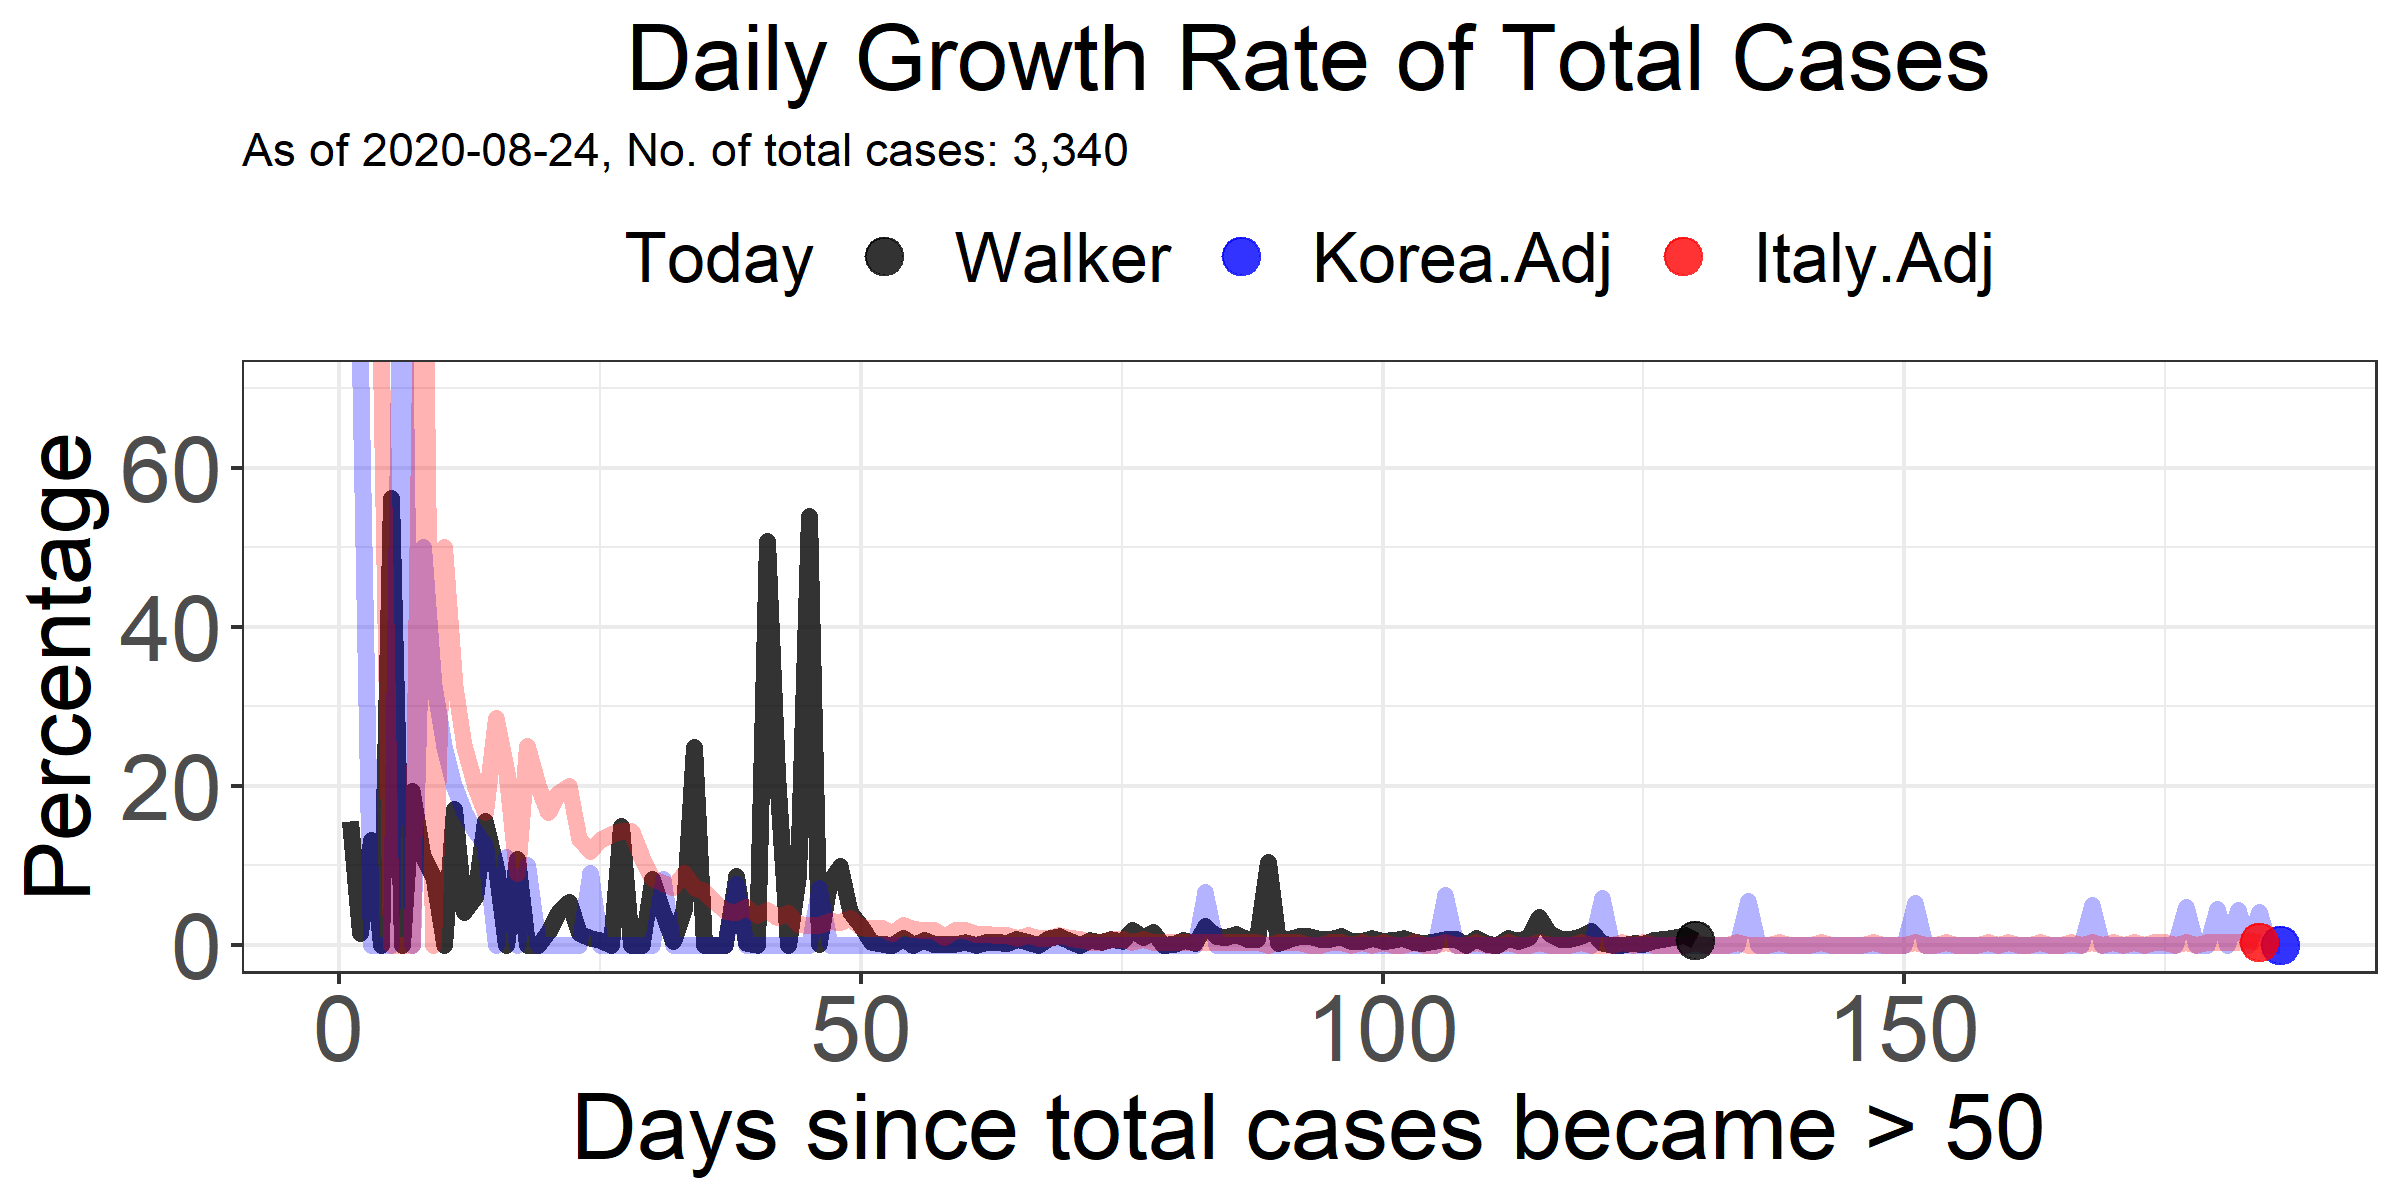 Daily Growth Rate of Total Cases
As of 2020-08-24, No. of total cases: 3,340
Today Walker Korea.Adj Italy.Adj
Percentage
60
40
20
0
0 50 100 150
Days since total cases became > 50